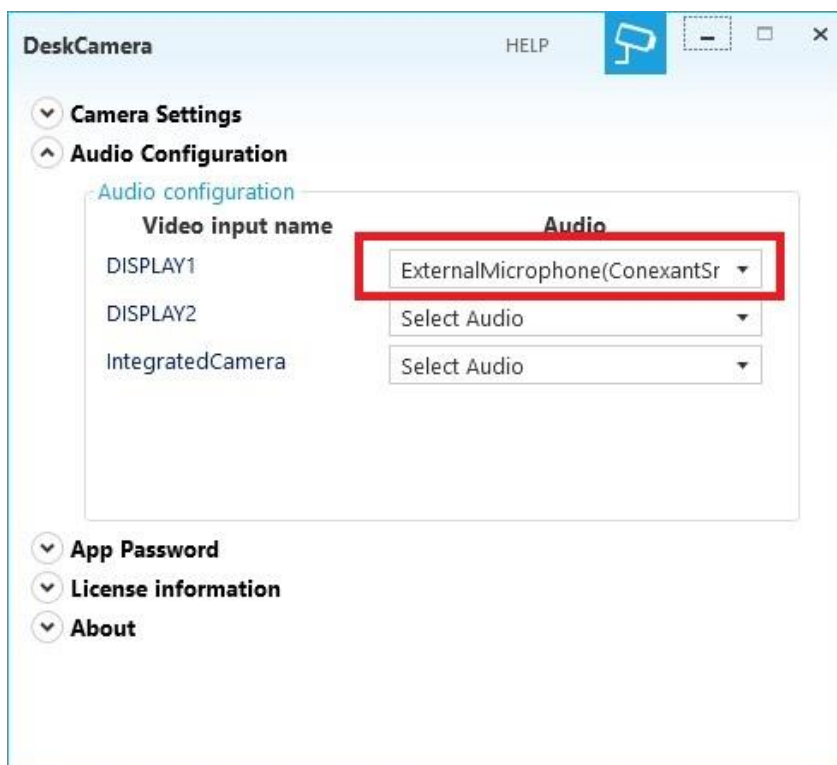 DeskCamera HELP
Camera Settings
Audio Configuration
Audio configuration
Video input name Audio
DISPLAY1 ExternalMicrophone(ConexantSr
DISPLAY2 Select Audio
IntegratedCamera Select Audio
App Password
License information
About